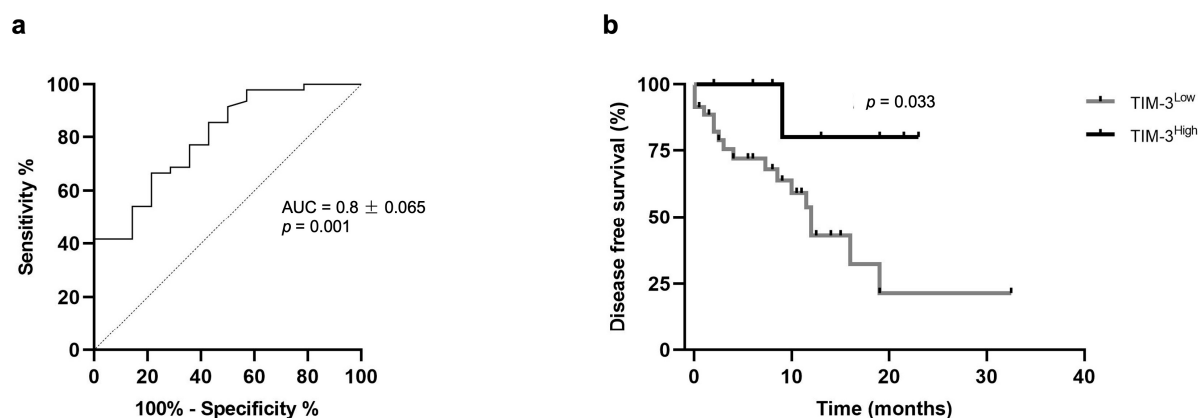 a
100
80
60
40
20
0
Sensitivity %
AUC = 0.8 ± 0.065
p = 0.001
0 20 40 60 80 100
100% - Specificity %
b
100
75
50
25
0
Disease free survival (%)
p = 0.033
0 10 20 30 40
Time (months)
TIM-3Low
TIM-3High